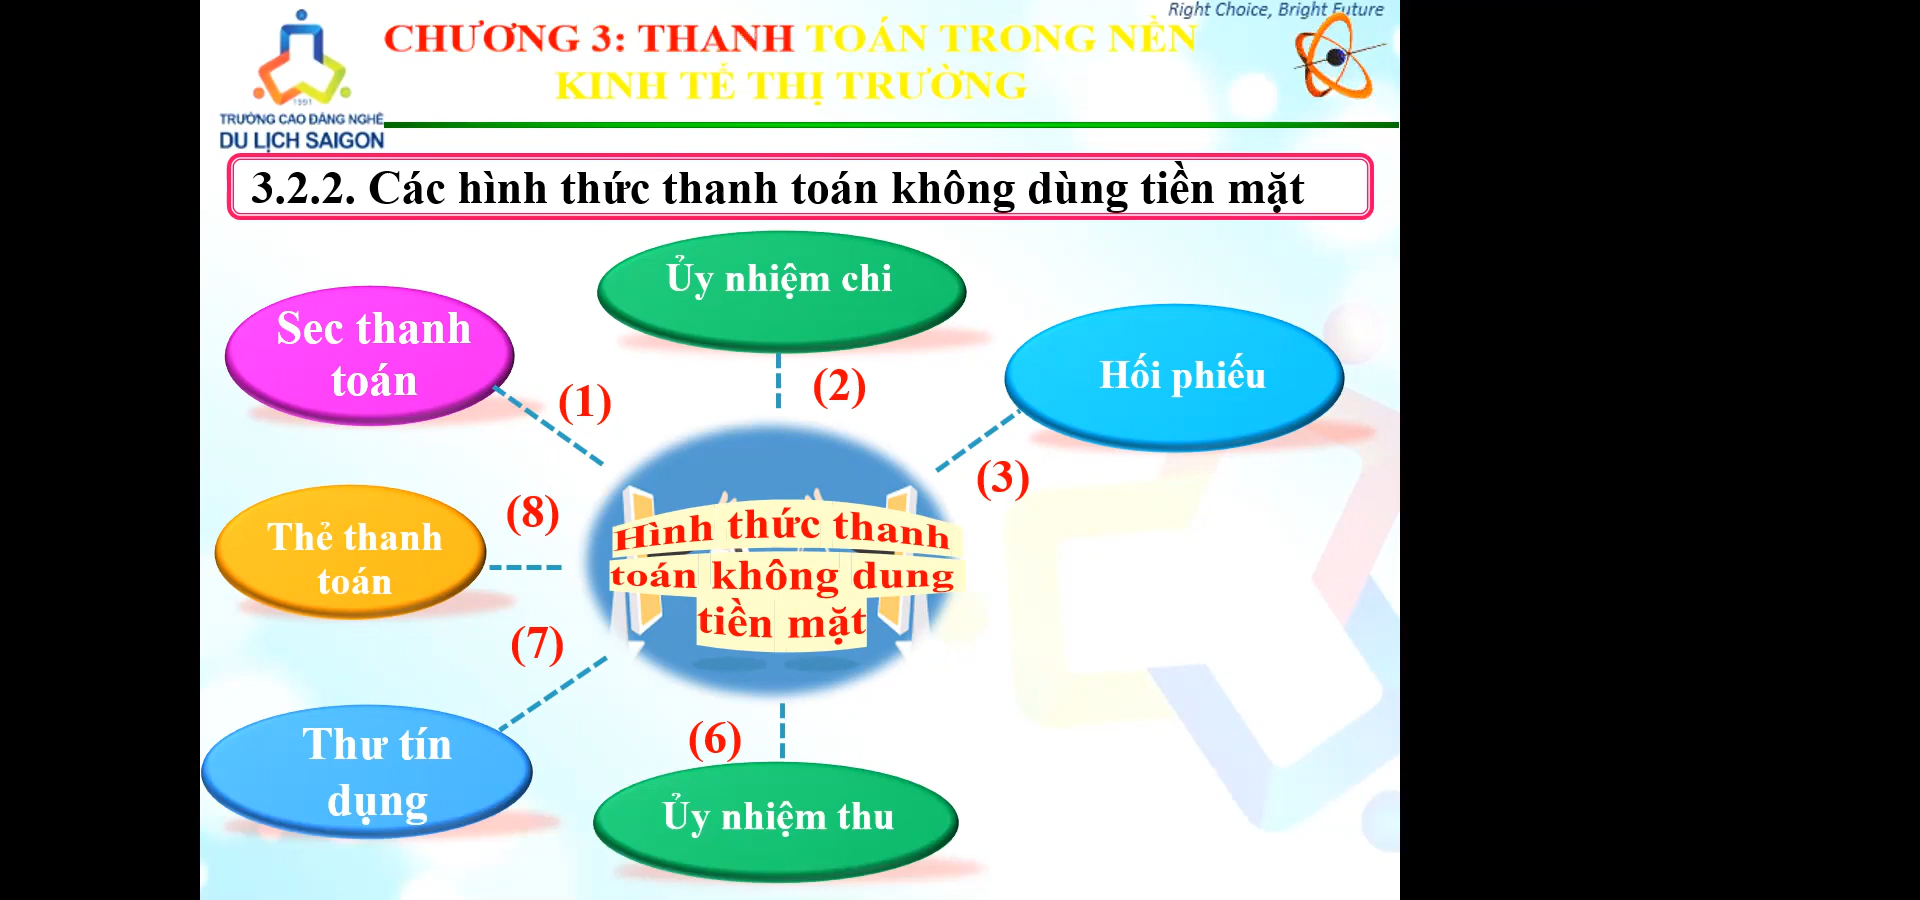 Right Choice, Bright Future
CHƯƠNG 3: THANH TOÁN TRONG NỀN
KINH TẾ THỊ TRƯỜNG
1991
TRƯỜNG CAO ĐẲNG NGHỀ
DU LỊCH SAIGON
3.2.2. Các hình thức thanh toán không dùng tiền mặt
Ủy nhiệm chi
Sec thanh
toán
Hối phiếu
(1)
(2)
(3)
Thẻ thanh
toán
(8)
Hình thức thanh
toán không dung
tiền mặt
(7)
Thư tín
dụng
(6)
Ủy nhiệm thu